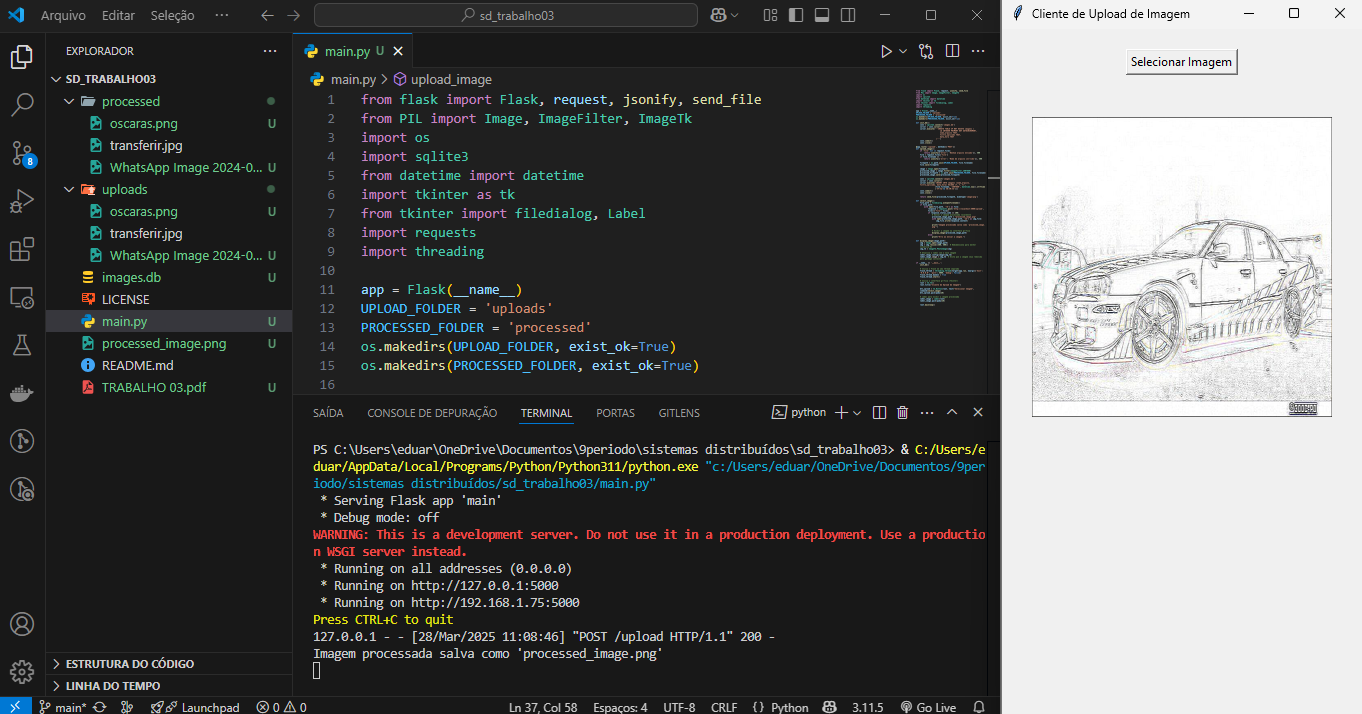 Arquivo Editar Seleção ··· sd_trabalho03
Cliente de Upload de Imagem
EXPLORADOR ···
SD_TRABALHO03
processed
oscaras.png U
transferir.jpg
WhatsApp Image 2024-0... U
uploads
oscaras.png U
transferir.jpg
WhatsApp Image 2024-0... U
images.db U
LICENSE
main.py U
processed_image.png U
README.md
TRABALHO 03.pdf U
ESTRUTURA DO CÓDIGO
LINHA DO TEMPO
8
main.py U
main.py > upload_image
1 from flask import Flask, request, jsonify, send_file
2 from PIL import Image, ImageFilter, ImageTk
3 import os
4 import sqlite3
5 from datetime import datetime
6 import tkinter as tk
7 from tkinter import filedialog, Label
8 import requests
9 import threading
10
11 app = Flask(__name__)
12 UPLOAD_FOLDER = 'uploads'
13 PROCESSED_FOLDER = 'processed'
14 os.makedirs(UPLOAD_FOLDER, exist_ok=True)
15 os.makedirs(PROCESSED_FOLDER, exist_ok=True)
16
SAÍDA CONSOLE DE DEPURAÇÃO TERMINAL PORTAS GITLENS python
PS C:\Users\eduar\OneDrive\Documentos\9periodo\sistemas distribuídos\sd_trabalho03> & C:/Users/e
duar/AppData/Local/Programs/Python/Python311/python.exe "c:/Users/eduar/OneDrive/Documentos/9per
iodo/sistemas distribuídos/sd_trabalho03/main.py"
* Serving Flask app 'main'
* Debug mode: off
WARNING: This is a development server. Do not use it in a production deployment. Use a productio
n WSGI server instead.
* Running on all addresses (0.0.0.0)
* Running on http://127.0.0.1:5000
* Running on http://192.168.1.75:5000
Press CTRL+C to quit
127.0.0.1 - - [28/Mar/2025 11:08:46] "POST /upload HTTP/1.1" 200 -
Imagem processada salva como 'processed_image.png'
main* Launchpad 0 0 Ln 37, Col 58 Espaços: 4 UTF-8 CRLF {} Python 3.11.5 Go Live
Selecionar Imagem